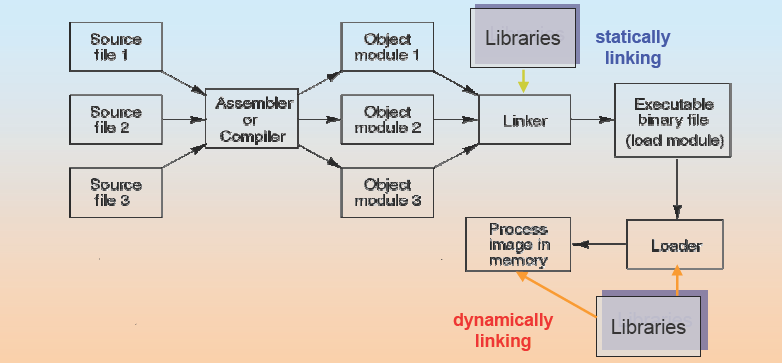 Source
file 1
Object
module 1
Libraries
statically
linking
Source
file 2
Assembler
or
Compiler
Object
module 2
Linker
Executable
binary file
(load module)
Source
file 3
Object
module 3
Process
image in
memory
Loader
dynamically
linking
Libraries